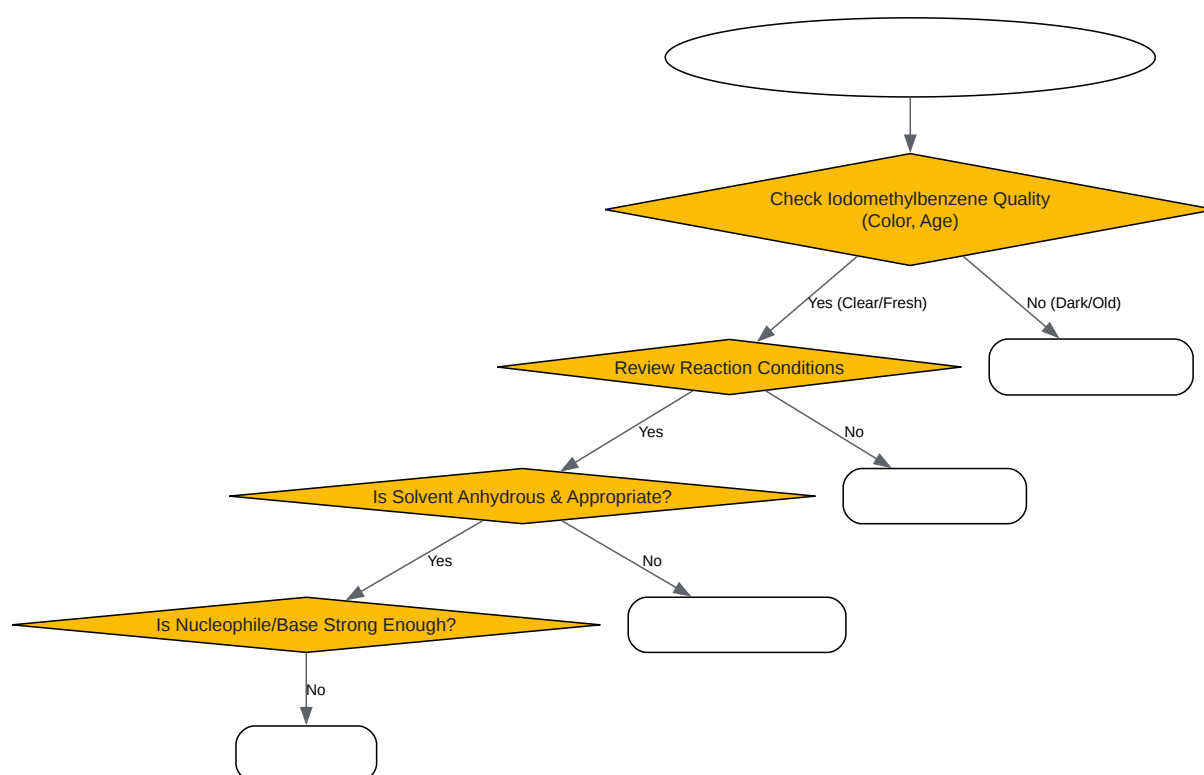 Check Iodomethylbenzene Quality
(Color, Age)
Yes (Clear/Fresh)
No (Dark/Old)
Review Reaction Conditions
Yes
No
Is Solvent Anhydrous & Appropriate?
Yes
No
Is Nucleophile/Base Strong Enough?
No